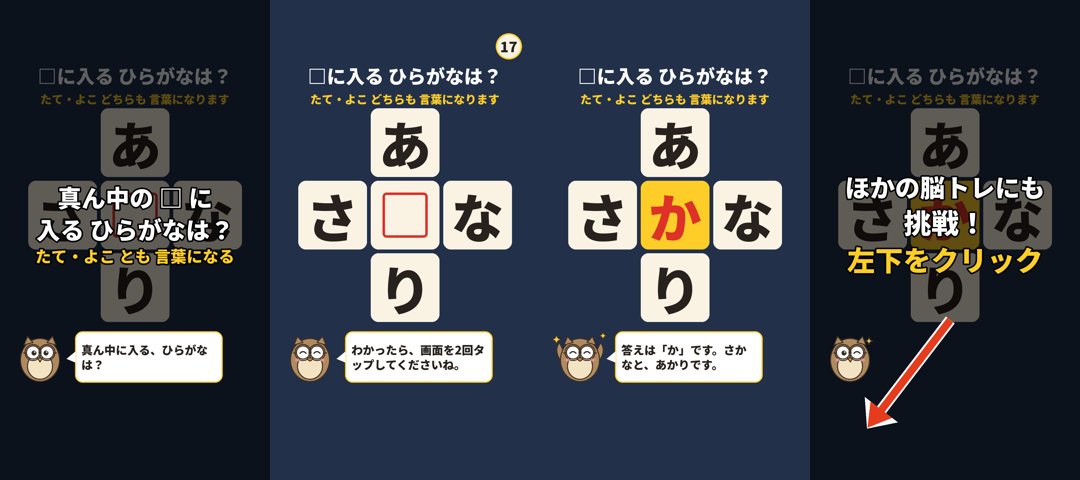 □に入る ひらがなは？
たて・よこ どちらも 言葉になります
あ
さ な
り
真ん中の □ に
入る ひらがなは？
たて・よこ とも 言葉になる
真ん中に入る、ひらがな
は？
17
□に入る ひらがなは？
たて・よこ どちらも 言葉になります
あ
さ □ な
り
わかったら、画面を2回タ
ップしてくださいね。
□に入る ひらがなは？
たて・よこ どちらも 言葉になります
あ
さ か な
り
答えは「か」です。さか
なと、あかりです。
□に入る ひらがなは？
たて・よこ どちらも 言葉になります
あ
さ か な
り
ほかの脳トレにも
挑戦！
左下をクリック